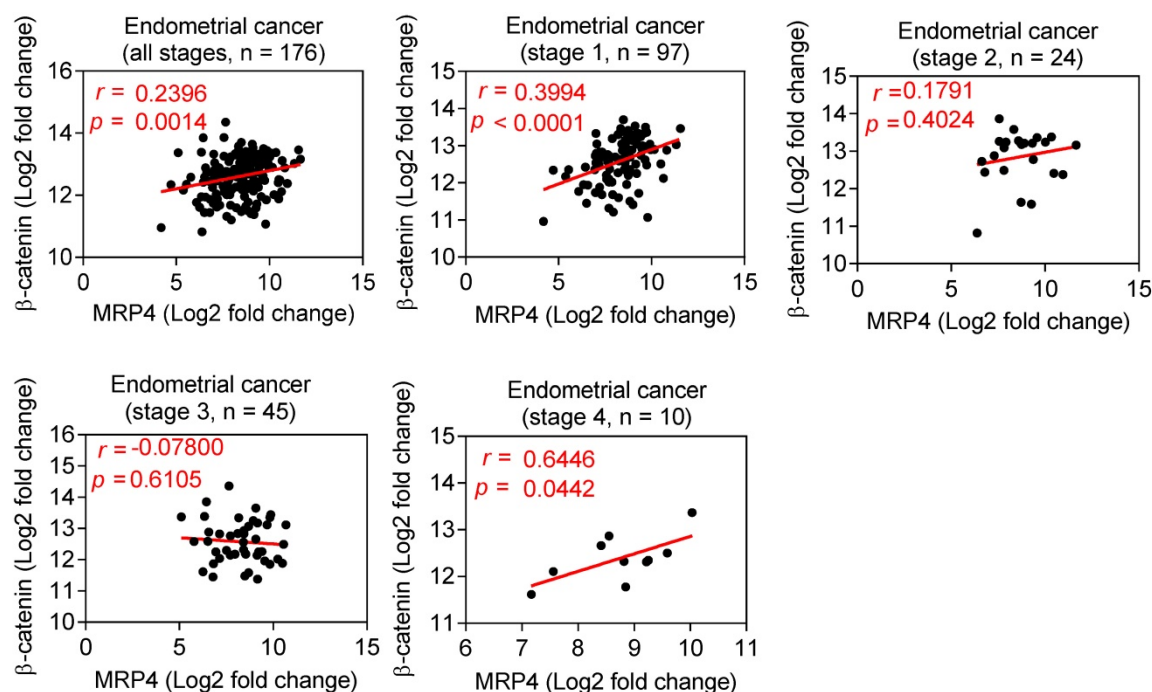 Endometrial cancer
(all stages, n = 176)
β-catenin (Log2 fold change)
16
14
12
10
r = 0.2396
p = 0.0014
0
5
10
15
MRP4 (Log2 fold change)
Endometrial cancer
(stage 1, n = 97)
β-catenin (Log2 fold change)
15
14
13
12
11
10
r = 0.3994
p < 0.0001
0
5
10
15
MRP4 (Log2 fold change)
Endometrial cancer
(stage 2, n = 24)
β-catenin (Log2 fold change)
15
14
13
12
11
10
r = 0.1791
p = 0.4024
0
5
10
15
MRP4 (Log2 fold change)
Endometrial cancer
(stage 3, n = 45)
β-catenin (Log2 fold change)
16
15
14
13
12
11
10
r = -0.07800
p = 0.6105
0
5
10
15
MRP4 (Log2 fold change)
Endometrial cancer
(stage 4, n = 10)
β-catenin (Log2 fold change)
15
14
13
12
11
r = 0.6446
p = 0.0442
6
7
8
9
10
11
MRP4 (Log2 fold change)